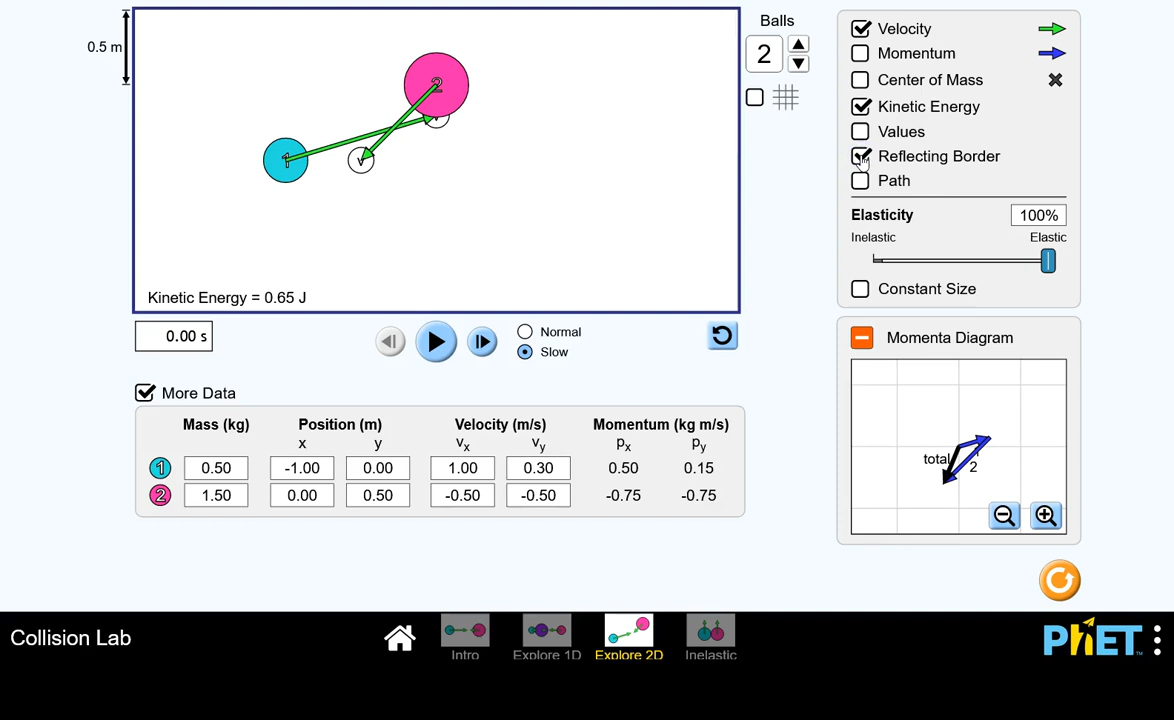 0.5 m
2
1
v
v
Kinetic Energy = 0.65 J
Balls
2
Velocity
Momentum
Center of Mass
Kinetic Energy
Values
Reflecting Border
Path
Elasticity 100%
Inelastic Elastic
Constant Size
0.00 s
Normal
Slow
More Data
Mass (kg) Position (m) Velocity (m/s) Momentum (kg m/s)
x y vx vy px py
1 0.50 -1.00 0.00 1.00 0.30 0.50 0.15
2 1.50 0.00 0.50 -0.50 -0.50 -0.75 -0.75
Momenta Diagram
total
1
2
Collision Lab
Intro
Explore 1D
Explore 2D
Inelastic
PhET